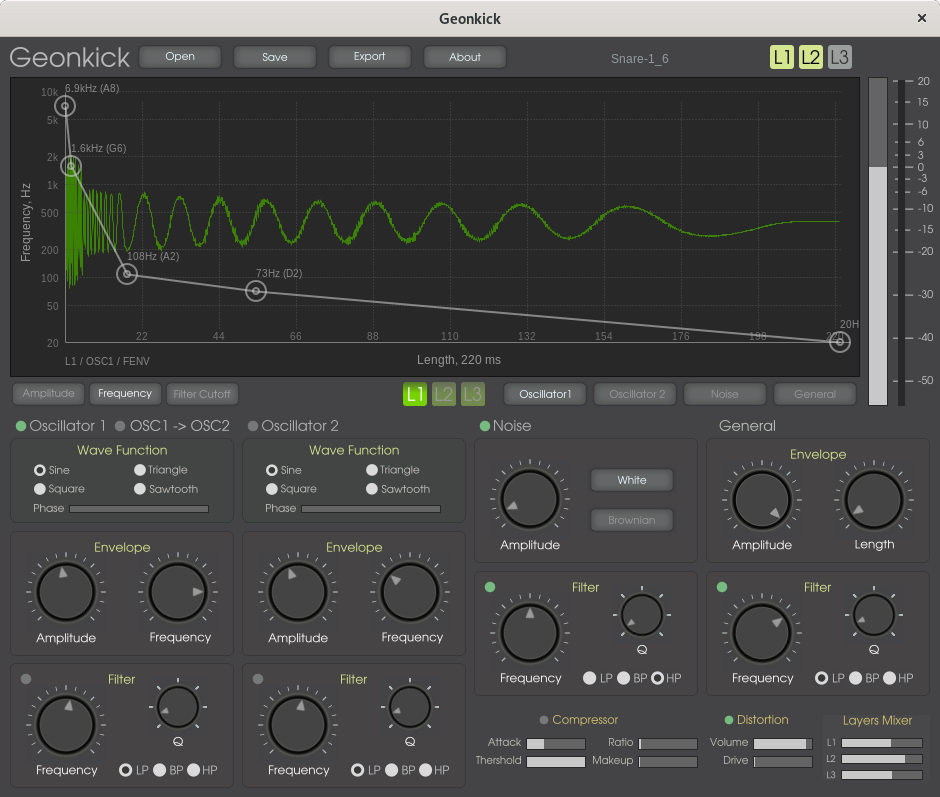 Geonkick ×
Geonkick Open Save Export About Snare-1_6 L1 L2 L3
6.9kHz (A8)
1.6kHz (G6)
108Hz (A2)
73Hz (D2)
20H
10k
5k
2k
1k
500
200
100
50
20
Frequency, Hz
22 44 66 88 110 132 154 176 198
L1 / OSC1 / FENV Length, 220 ms
20
15
10
6
3
0
-3
-6
-10
-15
-20
-30
-40
-50
Amplitude Frequency Filter Cutoff L1 L2 L3 Oscillator1 Oscillator 2 Noise General
Oscillator 1 OSC1 -> OSC2 Oscillator 2 Noise General
Wave Function
Sine Triangle
Square Sawtooth
Phase
Envelope
Amplitude Frequency
Filter
Q
Frequency LP BP HP
Wave Function
Sine Triangle
Square Sawtooth
Phase
Envelope
Amplitude Frequency
Filter
Q
Frequency LP BP HP
White
Brownian
Amplitude
Filter
Q
Frequency LP BP HP
Envelope
Amplitude Length
Filter
Q
Frequency LP BP HP
Compressor
Attack Ratio
Thershold Makeup
Distortion
Volume
Drive
Layers Mixer
L1
L2
L3